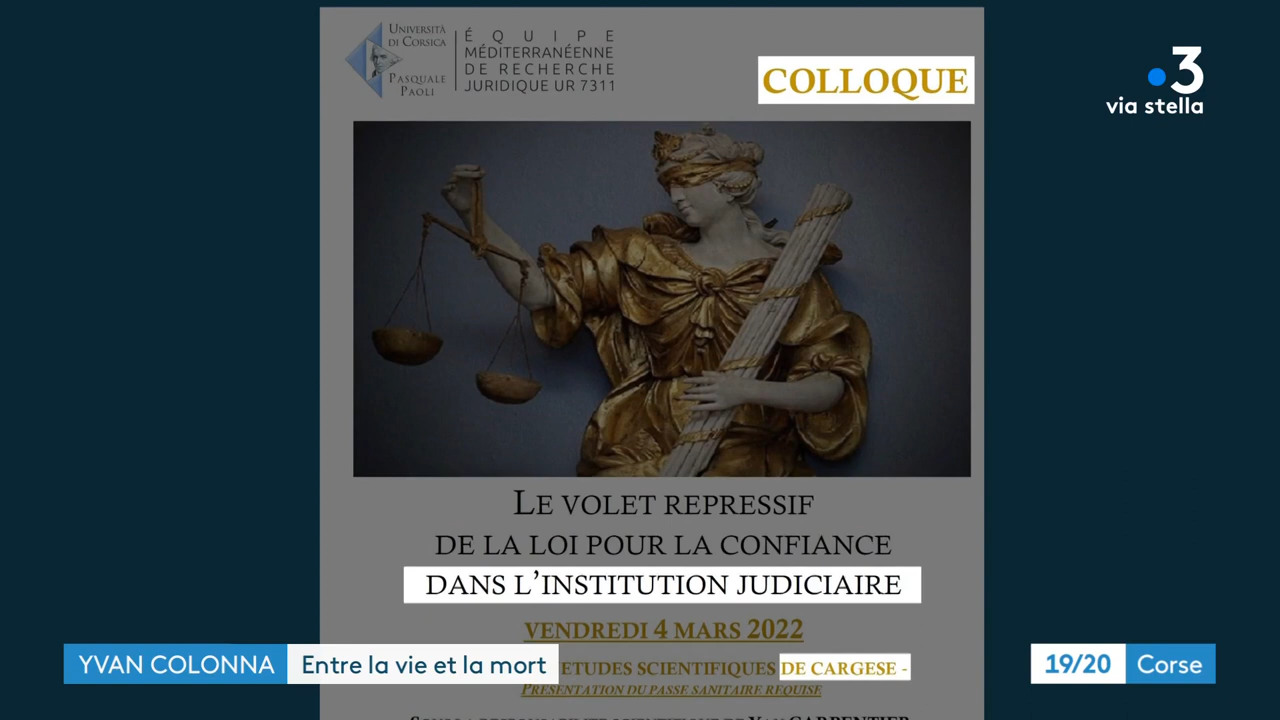 UNIVERSITÀ
DI CORSICA
PASQUALE
PAOLI
ÉQUIPE
MÉDITERRANÉENNE
DE RECHERCHE
JURIDIQUE UR 7311
COLLOQUE
3
via stella
LE VOLET REPRESSIF
DE LA LOI POUR LA CONFIANCE
DANS L'INSTITUTION JUDICIAIRE
VENDREDI 4 MARS 2022
ETUDES SCIENTIFIQUES DE CARGESE -
PRESENTATION DU PASSE SANITAIRE REQUISE
YVAN COLONNA Entre la vie et la mort
19/20 Corse